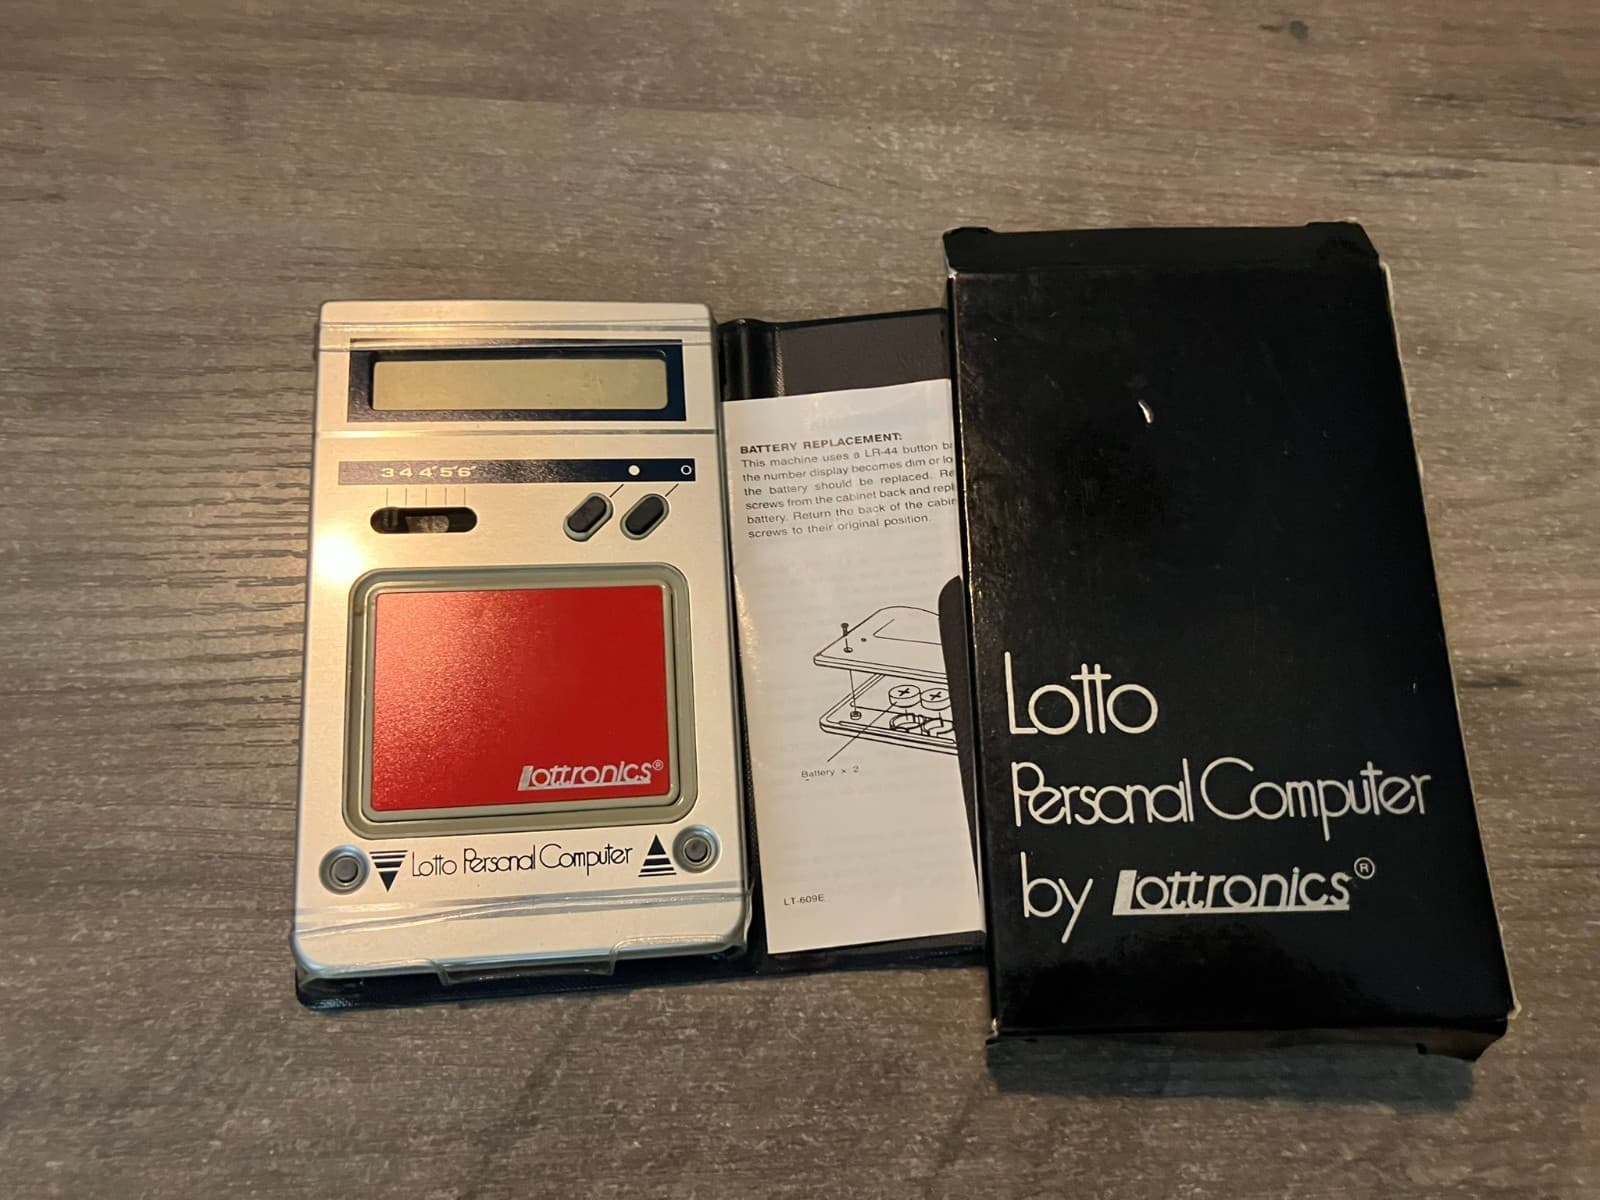 3 4 4' 5' 6'
lottronics®
Lotto Personal Computer
BATTERY REPLACEMENT:
This machine uses a LR-44 button
the number display becomes dim or
the battery should be replaced.
screws from the cabinet back and
battery. Return the back of the
screws to their original position.
Battery × 2
LT-609E
Lotto
Personal Computer
by lottronics®